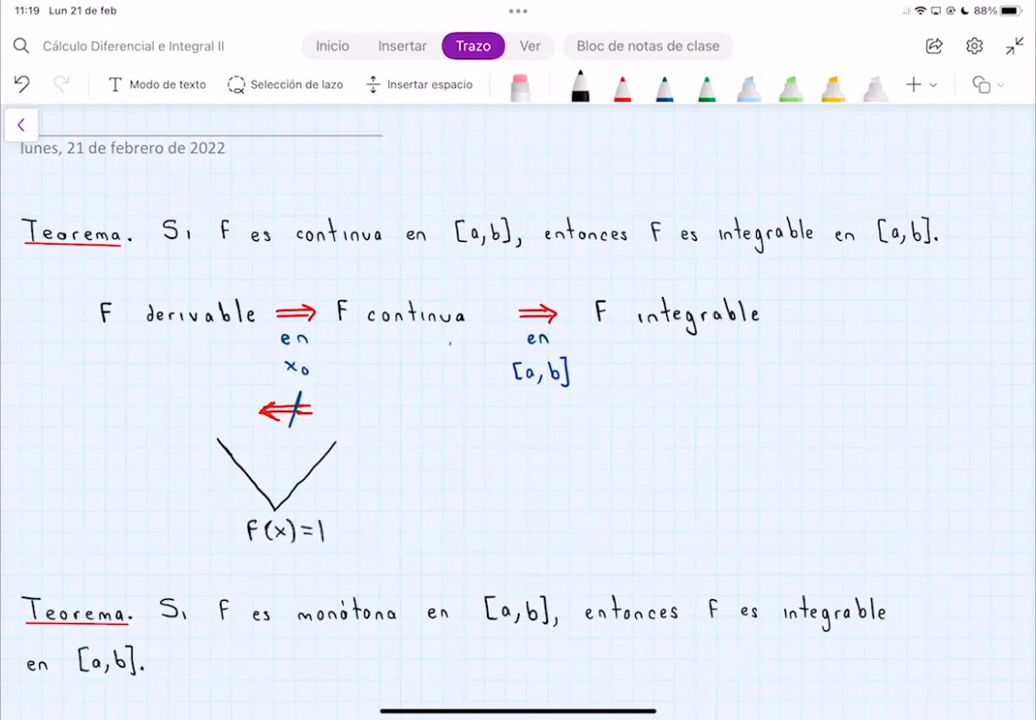 11:19 Lun 21 de feb
88%
Cálculo Diferencial e Integral II
Inicio Insertar Trazo Ver Bloc de notas de clase
Modo de texto Selección de lazo Insertar espacio
lunes, 21 de febrero de 2022
Teorema. Si f es continua en [a,b], entonces f es integrable en [a,b].
f derivable ⇒ f continua ⇒ f integrable
en en
x₀ [a,b]
⇍
f(x)=|
Teorema. Si f es monótona en [a,b], entonces f es integrable
en [a,b].